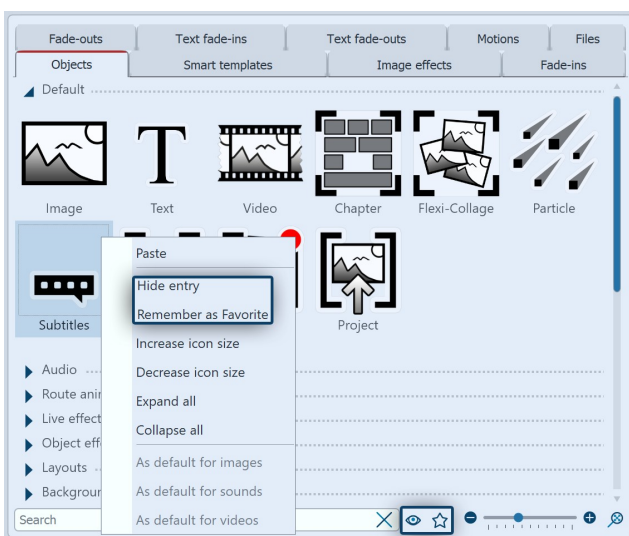 Fade-outs Text fade-ins Text fade-outs Motions Files
Objects Smart templates Image effects Fade-ins
Default
Image Text Video Chapter Flexi-Collage Particle
Subtitles Project
Paste
Hide entry
Remember as Favorite
Increase icon size
Decrease icon size
Expand all
Collapse all
As default for images
As default for sounds
As default for videos
Audio
Route anir
Live effect
Object eff
Layouts
Backgrour
Search